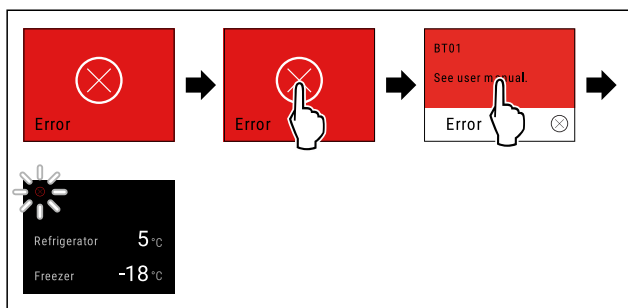 Error
Error
BT01
See user manual.
Error
Refrigerator 5 °C
Freezer -18 °C